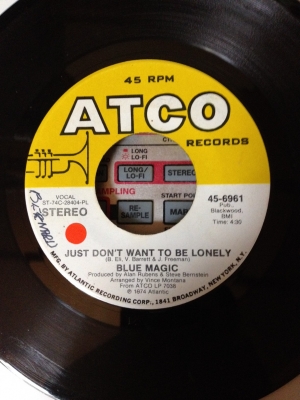 45 RPM
ATCO
RECORDS
LONG
LO-FI
LONG/
LO-FI
STEREO
SAMPLING
RE-
SAMPLE
START
MAR
VOCAL
ST-74C-28404-PL
STEREO
45-6961
Pub.,
Blackwood,
BMI
Time: 4:30
JUST DON'T WANT TO BE LONELY
(B. Eli, V. Barrett & J. Freeman)
BLUE MAGIC
Produced by Alan Rubens & Steve Bernstein
Arranged by Vince Montana
From ATCO LP 7038
℗ 1974 Atlantic
MFG. BY ATLANTIC RECORDING CORP., 1841 BROADWAY, NEW YORK, N.Y.